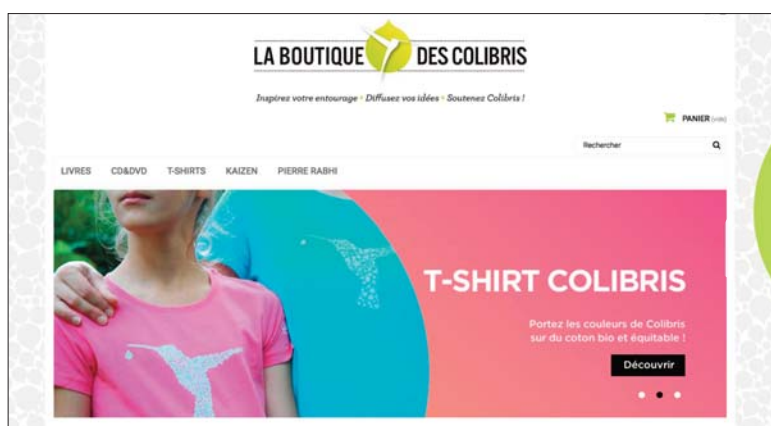 LA BOUTIQUE DES COLIBRIS
Inspirez votre entourage • Diffusez vos idées • Soutenez Colibris !
PANIER (vide)
Rechercher
LIVRES CD&DVD T-SHIRTS KAIZEN PIERRE RABHI
T-SHIRT COLIBRIS
Portez les couleurs de Colibris
sur du coton bio et équitable !
Découvrir